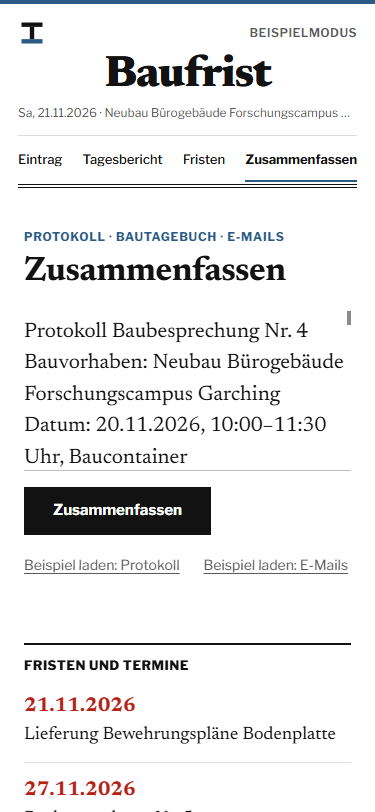 BEISPIELMODUS
Baufrist
Sa, 21.11.2026 · Neubau Bürogebäude Forschungscampus ...
Eintrag Tagesbericht Fristen Zusammenfassen
PROTOKOLL · BAUTAGEBUCH · E-MAILS
Zusammenfassen
Protokoll Baubesprechung Nr. 4
Bauvorhaben: Neubau Bürogebäude
Forschungscampus Garching
Datum: 20.11.2026, 10:00–11:30
Uhr, Baucontainer
Zusammenfassen
Beispiel laden: Protokoll Beispiel laden: E-Mails
FRISTEN UND TERMINE
21.11.2026
Lieferung Bewehrungspläne Bodenplatte
27.11.2026